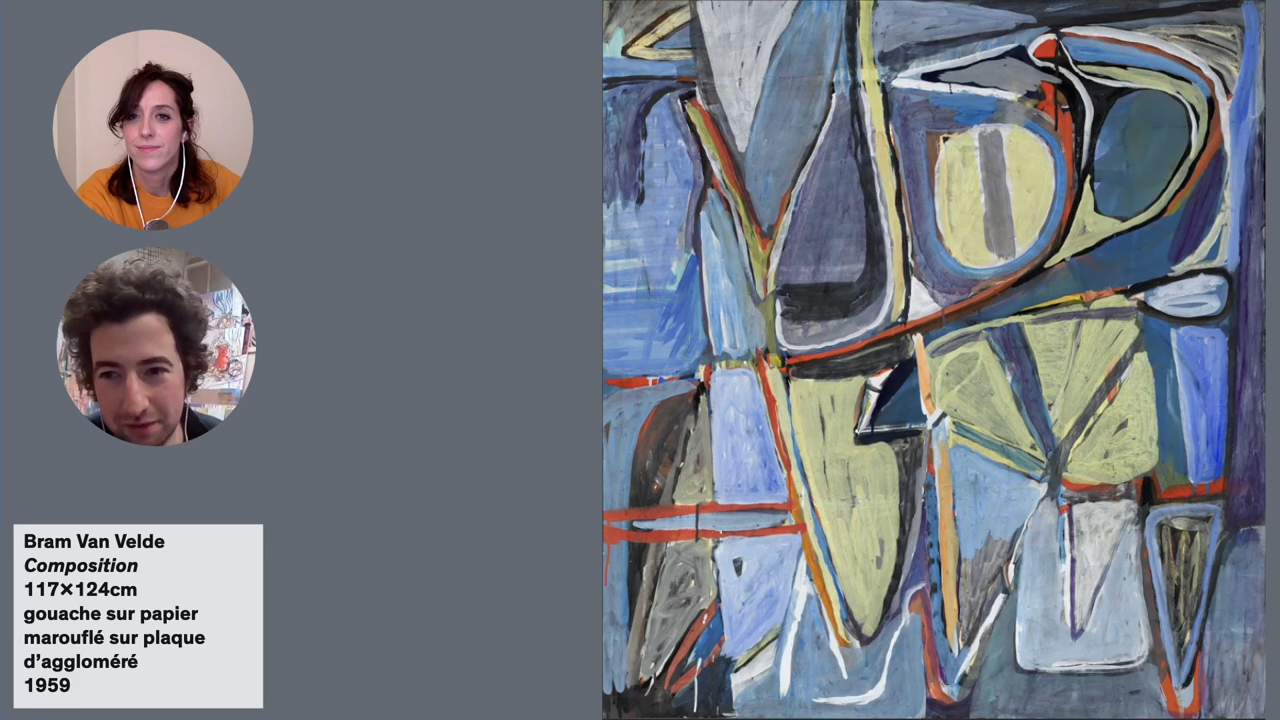 Bram Van Velde
Composition
117×124cm
gouache sur papier
marouflé sur plaque
d’aggloméré
1959